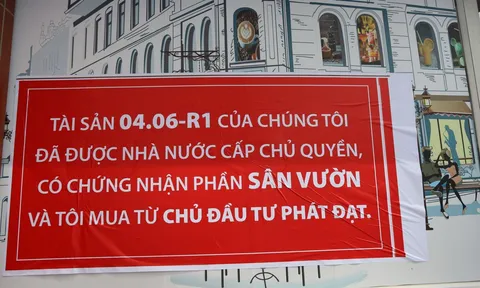 TÀI SẢN 04.06-R1 CỦA CHÚNG TÔI
ĐÃ ĐƯỢC NHÀ NƯỚC CẤP CHỦ QUYỀN,
CÓ CHỨNG NHẬN PHẦN SÂN VƯỜN
VÀ TÔI MUA TỪ CHỦ ĐẦU TƯ PHÁT ĐẠT.